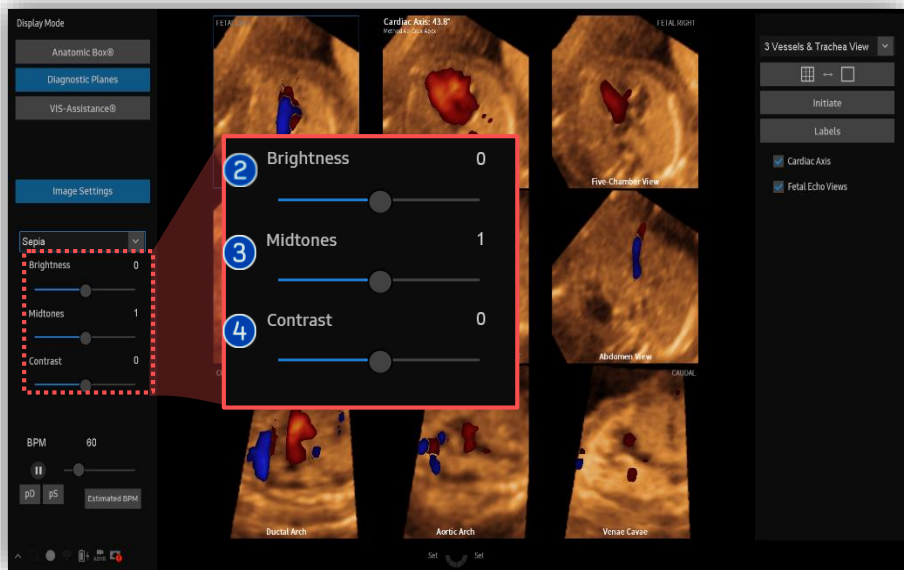 Display Mode
Anatomic Box®
Diagnostic Planes
VIS-Assistance®
Image Settings
Sepia
Brightness 0
Midtones 1
Contrast 0
BPM 60
pD pS Estimated BPM
FETAL
Cardiac Axis: 43.8°
FETAL RIGHT
2 Brightness 0
3 Midtones 1
4 Contrast 0
Five-Chamber View
Abdomen View
CAUDAL
Ductal Arch
Aortic Arch
Venae Cavae
Set Set
3 Vessels & Trachea View
Initiate
Labels
Cardiac Axis
Fetal Echo Views